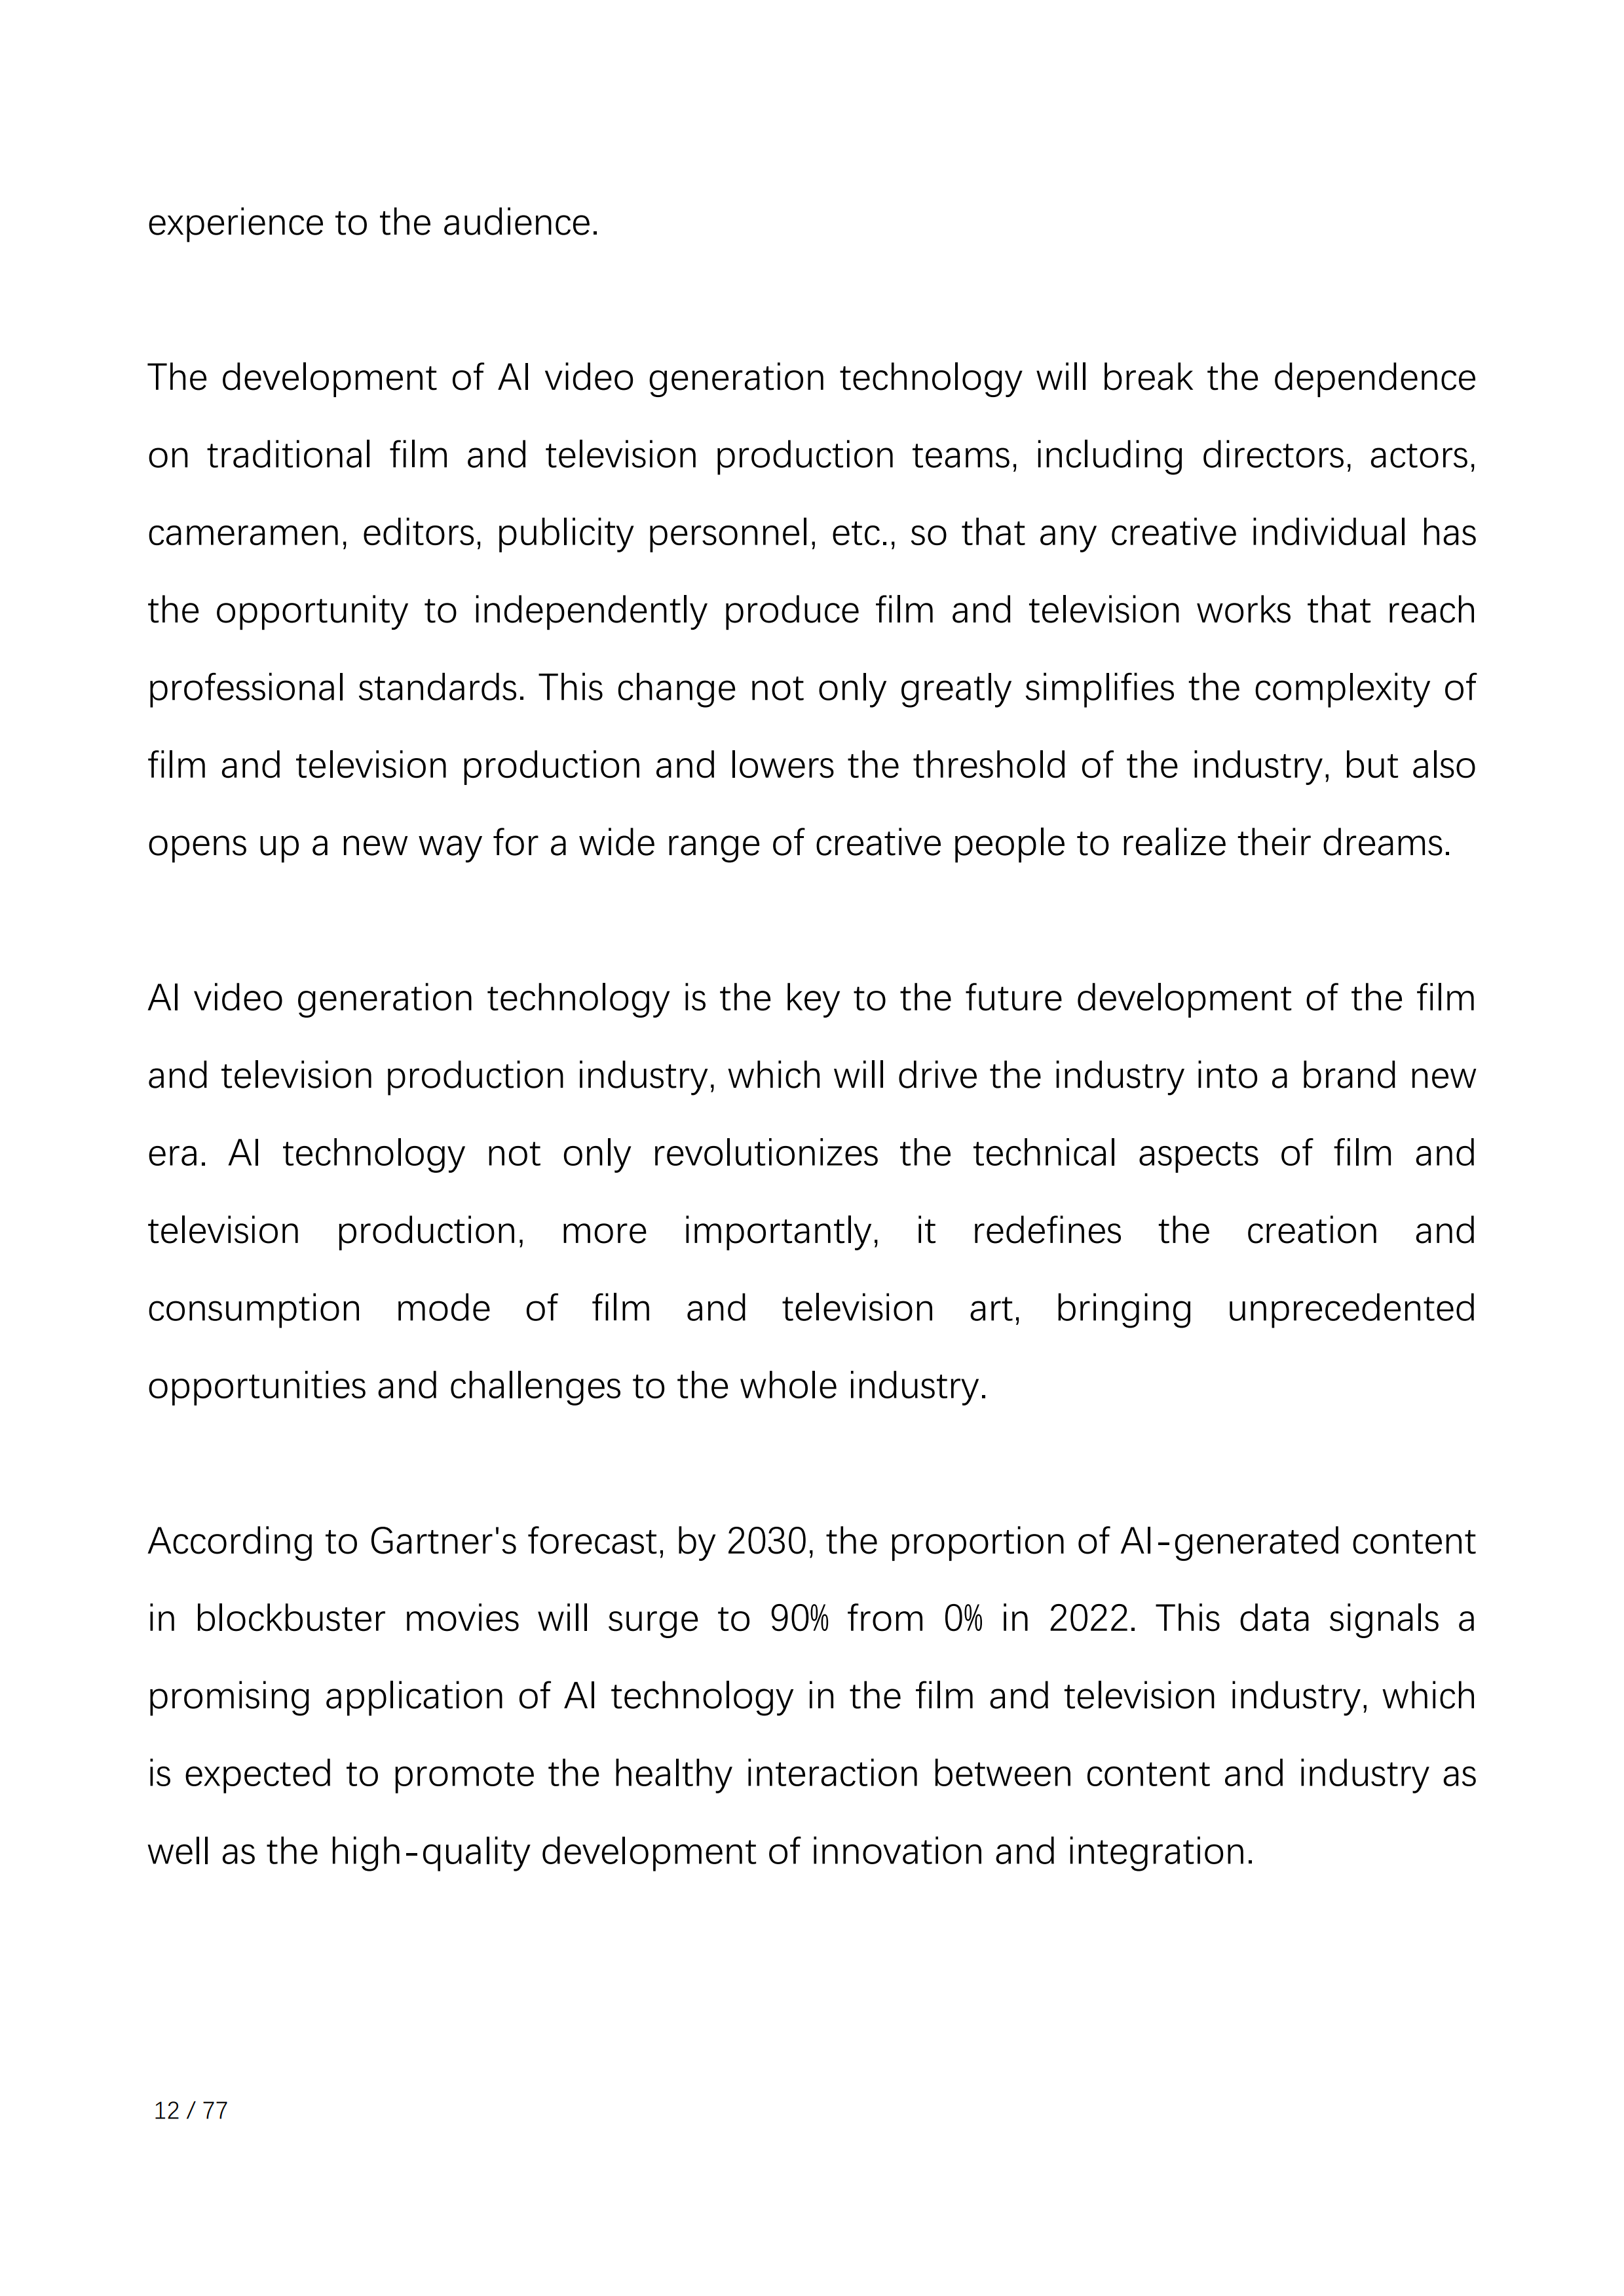 experience to the audience.
The development of AI video generation technology will break the dependence
on traditional film and television production teams, including directors, actors,
cameramen, editors, publicity personnel, etc., so that any creative individual has
the opportunity to independently produce film and television works that reach
professional standards. This change not only greatly simplifies the complexity of
film and television production and lowers the threshold of the industry, but also
opens up a new way for a wide range of creative people to realize their dreams.
AI video generation technology is the key to the future development of the film
and television production industry, which will drive the industry into a brand new
era. AI technology not only revolutionizes the technical aspects of film and
television production, more importantly, it redefines the creation and
consumption mode of film and television art, bringing unprecedented
opportunities and challenges to the whole industry.
According to Gartner's forecast, by 2030, the proportion of AI-generated content
in blockbuster movies will surge to 90% from 0% in 2022. This data signals a
promising application of AI technology in the film and television industry, which
is expected to promote the healthy interaction between content and industry as
well as the high-quality development of innovation and integration.
12 / 77